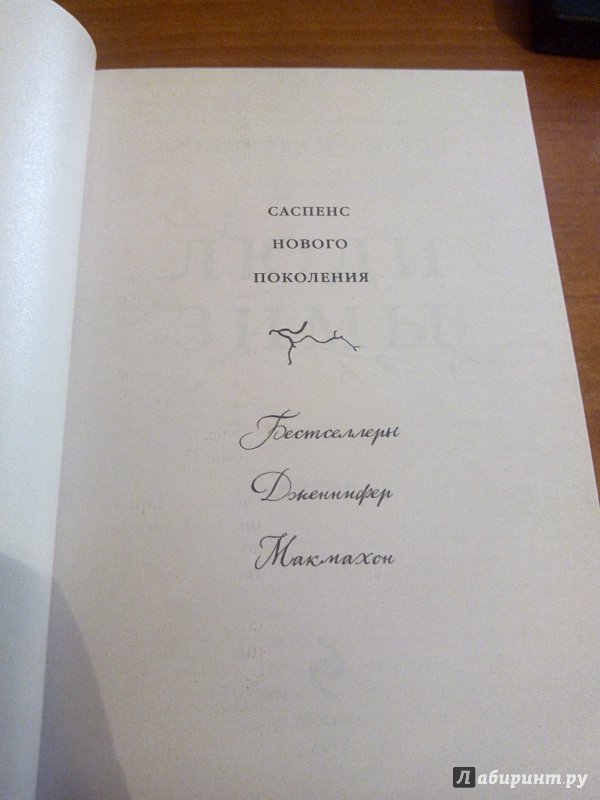 САСПЕНС
НОВОГО
ПОКОЛЕНИЯ
Бестселлеры
Дженнифер
Макмахон
Лабиринт.ру